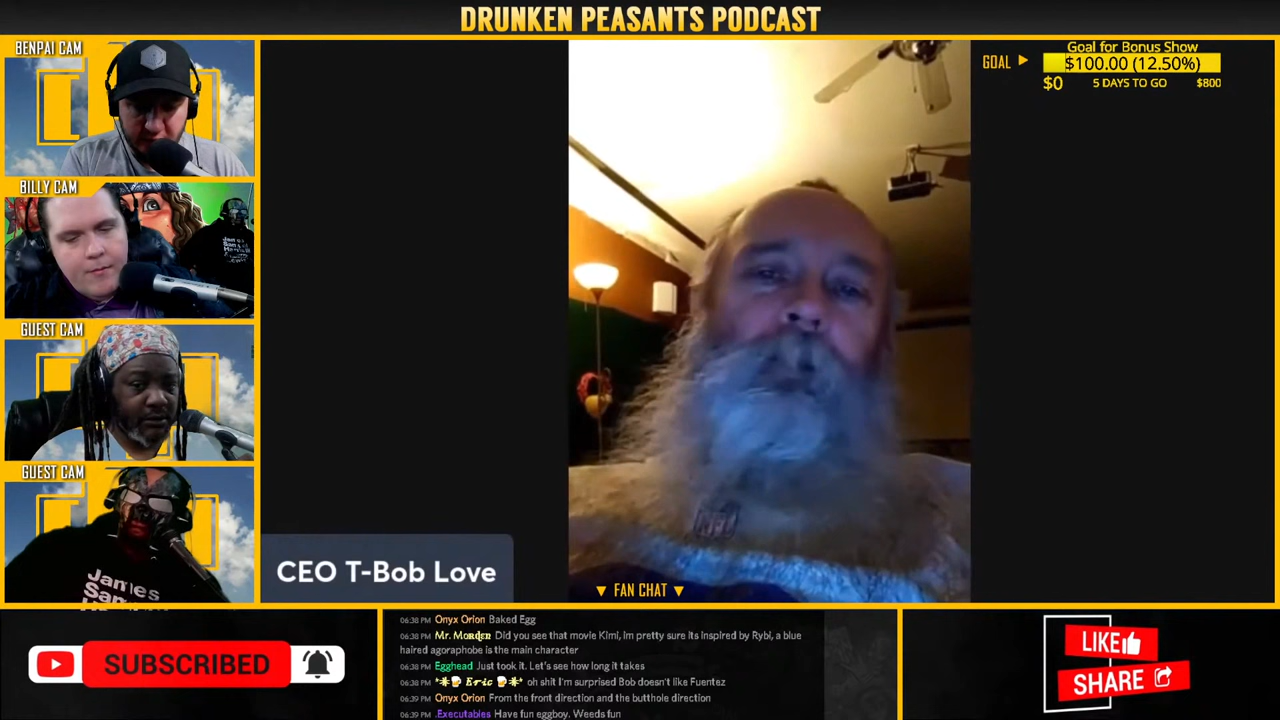 DRUNKEN PEASANTS PODCAST
BENPAI CAM
BILLY CAM
GUEST CAM
GUEST CAM
James
Sam
Goal for Bonus Show
GOAL ▶ $100.00 (12.50%)
$0 5 DAYS TO GO $800
NFL
CEO T-Bob Love
▼ FAN CHAT ▼
06:38 PM Onyx Orion Baked Egg
06:38 PM Mr. Morden Did you see that movie Kimi, im pretty sure its inspired by Rybi, a blue
haired agoraphobe is the main character
06:38 PM Egghead Just took it. Let's see how long it takes
06:38 PM *☀🍺 Eric 🍺☀* oh shit I'm surprised Bob doesn't like Fuentez
06:39 PM Onyx Orion From the front direction and the butthole direction
06:39 PM .Executables Have fun eggboy. Weeds fun
SUBSCRIBED
LIKE
SHARE